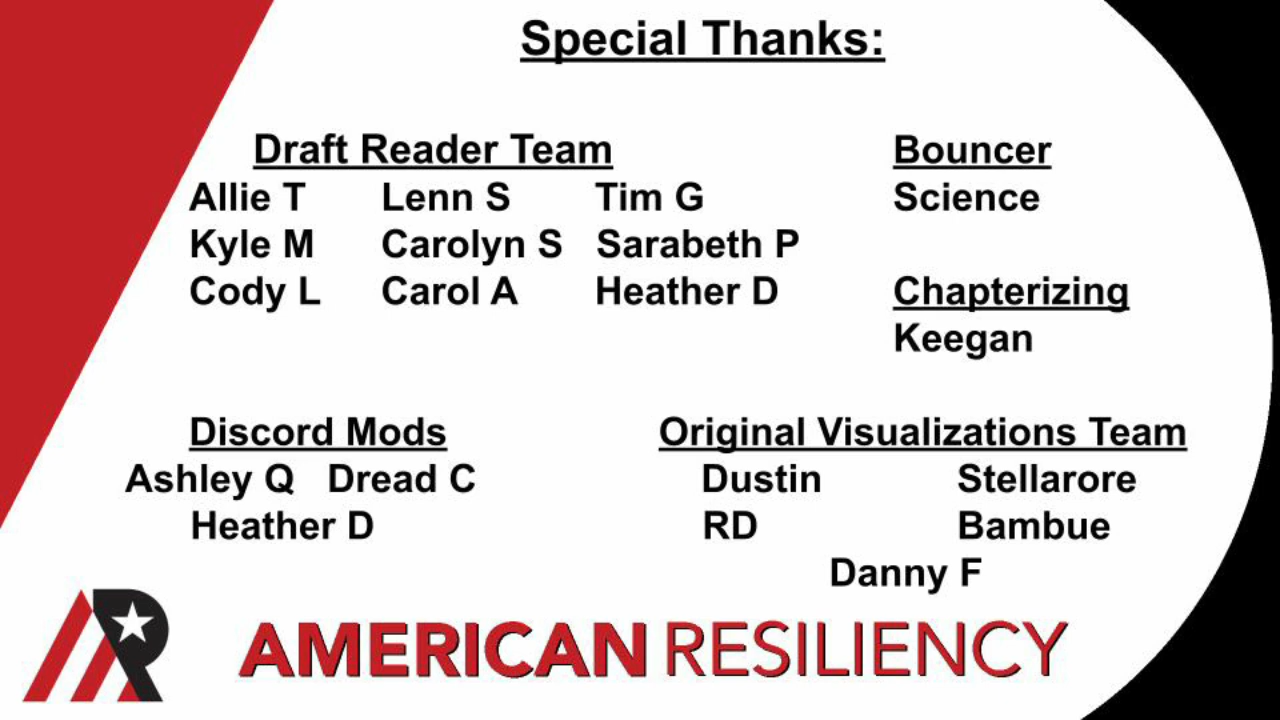 Special Thanks:
Draft Reader Team
Allie T Lenn S Tim G
Kyle M Carolyn S Sarabeth P
Cody L Carol A Heather D
Bouncer
Science
Chapterizing
Keegan
Discord Mods
Ashley Q Dread C
Heather D
Original Visualizations Team
Dustin Stellarore
RD Bambue
Danny F
AMERICAN RESILIENCY